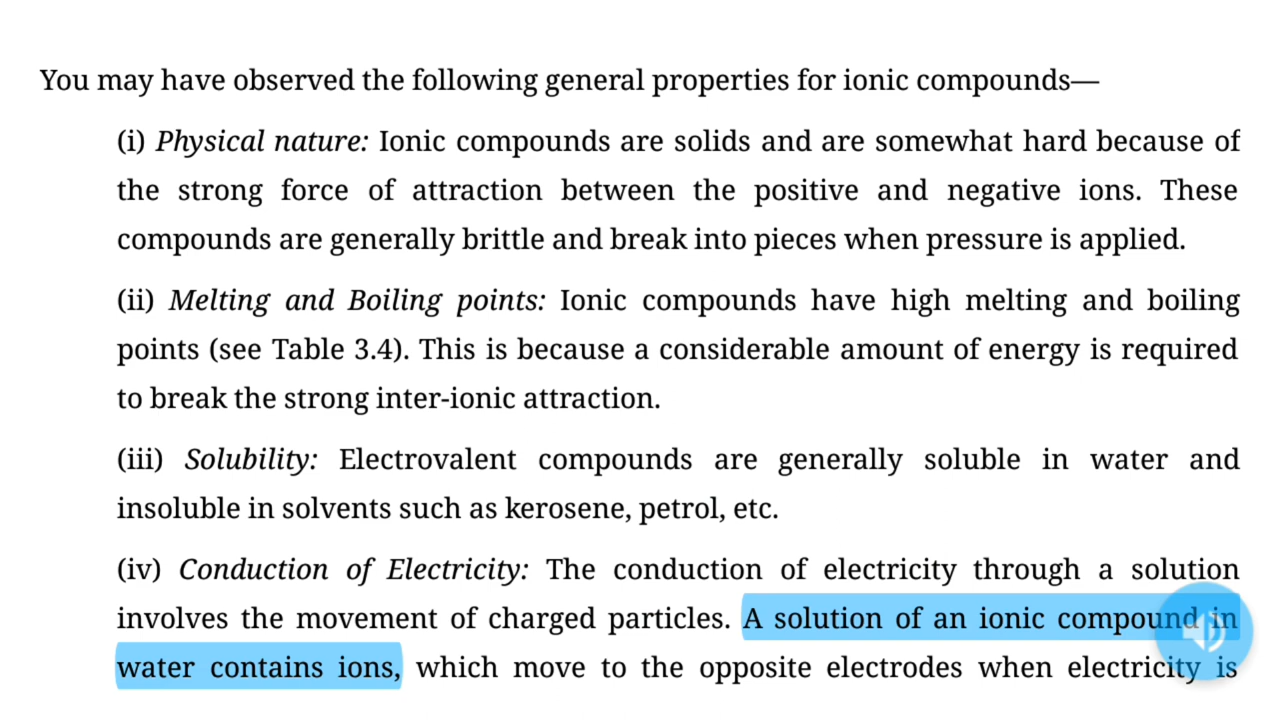 You may have observed the following general properties for ionic compounds—
(i) Physical nature: Ionic compounds are solids and are somewhat hard because of
the strong force of attraction between the positive and negative ions. These
compounds are generally brittle and break into pieces when pressure is applied.
(ii) Melting and Boiling points: Ionic compounds have high melting and boiling
points (see Table 3.4). This is because a considerable amount of energy is required
to break the strong inter-ionic attraction.
(iii) Solubility: Electrovalent compounds are generally soluble in water and
insoluble in solvents such as kerosene, petrol, etc.
(iv) Conduction of Electricity: The conduction of electricity through a solution
involves the movement of charged particles. A solution of an ionic compound in
water contains ions, which move to the opposite electrodes when electricity is